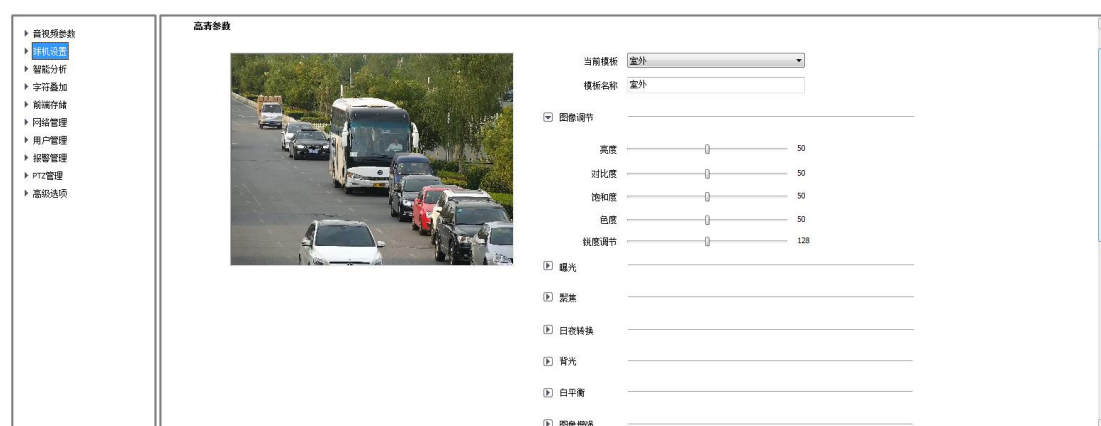 音视频参数
球机设置
智能分析
字符叠加
前端存储
网络管理
用户管理
报警管理
PTZ管理
高级选项
高清参数
当前模板 室外
模板名称 室外
图像调节
亮度 50
对比度 50
饱和度 50
色度 50
锐度调节 128
曝光
聚焦
日夜转换
背光
白平衡
图像增强